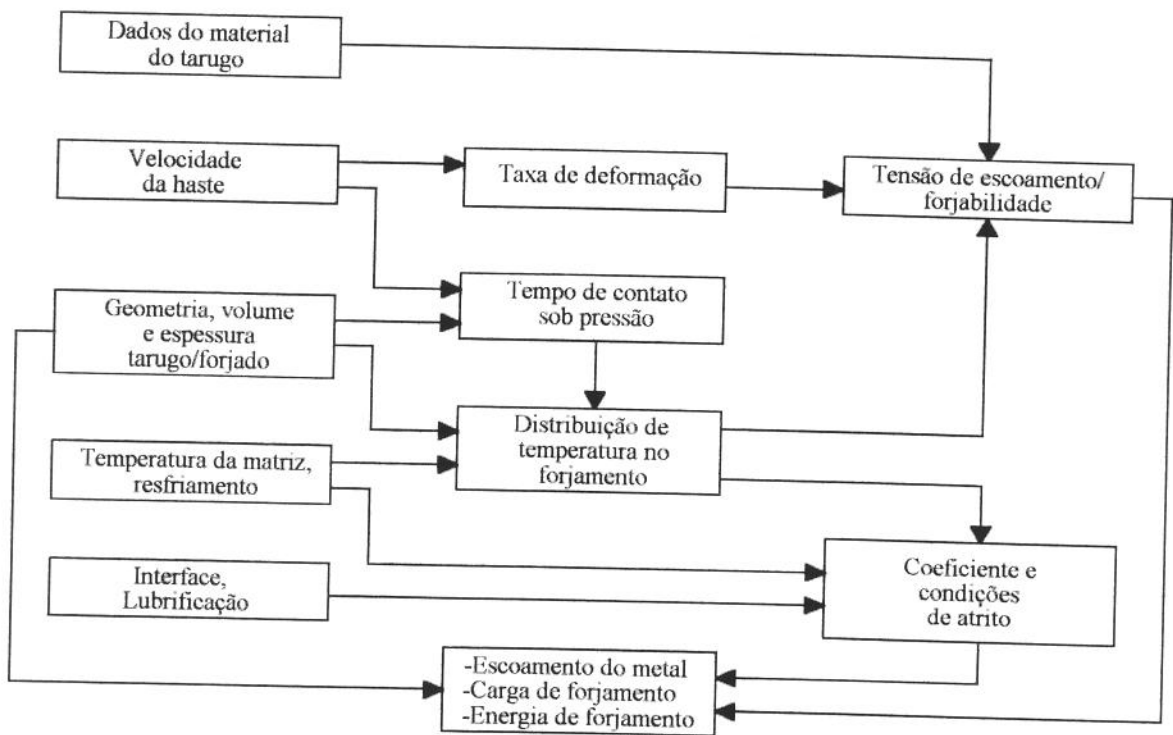 Dados do material
do tarugo
Velocidade
da haste
Taxa de deformação
Tensão de escoamento/
forjabilidade
Geometria, volume
e espessura
tarugo/forjado
Tempo de contato
sob pressão
Distribuição de
temperatura no
forjamento
Temperatura da matriz,
resfriamento
Interface,
Lubrificação
Coeficiente e
condições
de atrito
-Escoamento do metal
-Carga de forjamento
-Energia de forjamento